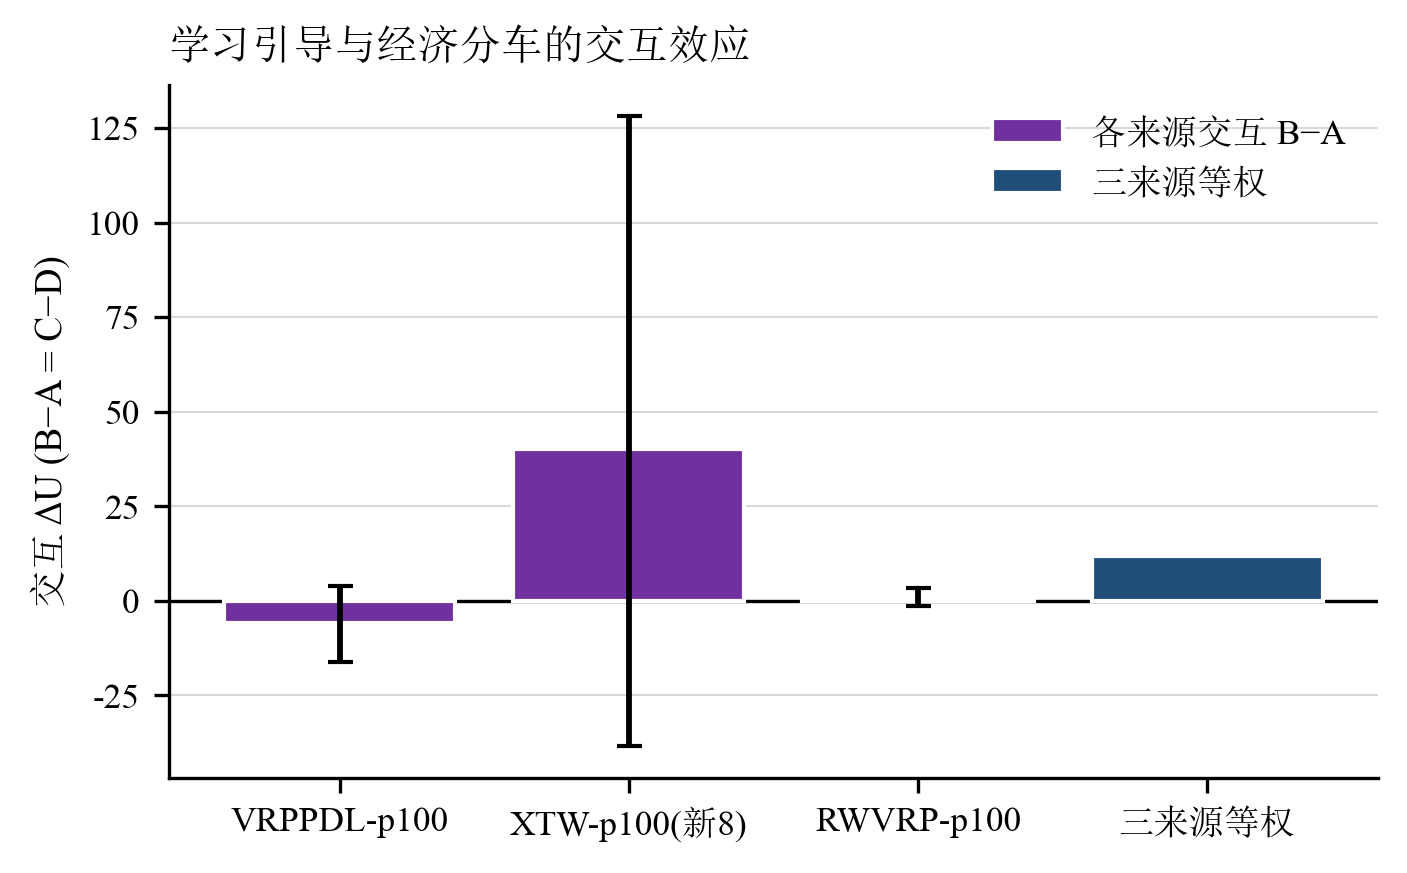 学习引导与经济分车的交互效应
各来源交互 B−A
三来源等权
交互 ΔU (B−A = C−D)
125
100
75
50
25
0
-25
VRPPDL-p100
XTW-p100(新8)
RWVRP-p100
三来源等权